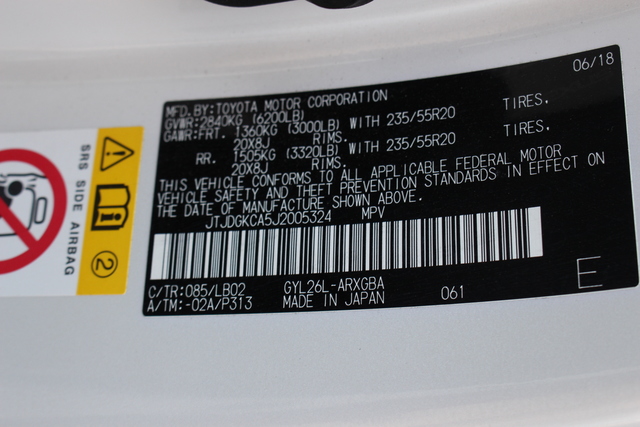 06/18
MFD.BY:TOYOTA MOTOR CORPORATION
GVWR:2840KG (6200LB)
GAWR:FRT. 1360KG (3000LB) WITH 235/55R20 TIRES,
20X8J RIMS.
RR. 1505KG (3320LB) WITH 235/55R20 TIRES,
20X8J RIMS.
THIS VEHICLE CONFORMS TO ALL APPLICABLE FEDERAL MOTOR
VEHICLE SAFETY AND THEFT PREVENTION STANDARDS IN EFFECT ON
THE DATE OF MANUFACTURE SHOWN ABOVE.
JTJDGKCA5J2005324 MPV
C/TR:085/LB02 GYL26L-ARXGBA
A/TM:-02A/P313 MADE IN JAPAN 061
E
SRS SIDE AIRBAG
2